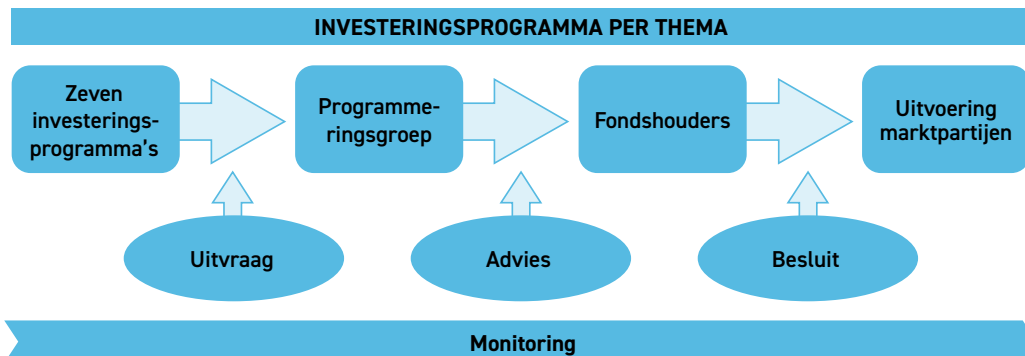 INVESTERINGSPROGRAMMA PER THEMA
Zeven
investerings-
programma's
Programme-
ringsgroep
Fondshouders
Uitvoering
marktpartijen
Uitvraag
Advies
Besluit
Monitoring